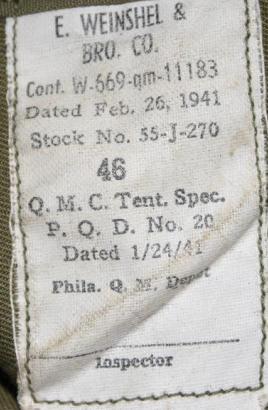 E. WEINSHEL &
BRO. CO.
Cont. W-669-qm-11183
Dated Feb. 26, 1941
Stock No. 55-J-270
46
Q. M. C. Tent. Spec.
P. Q. D. No. 20
Dated 1/24/41
Phila. Q. M. Depot
Inspector